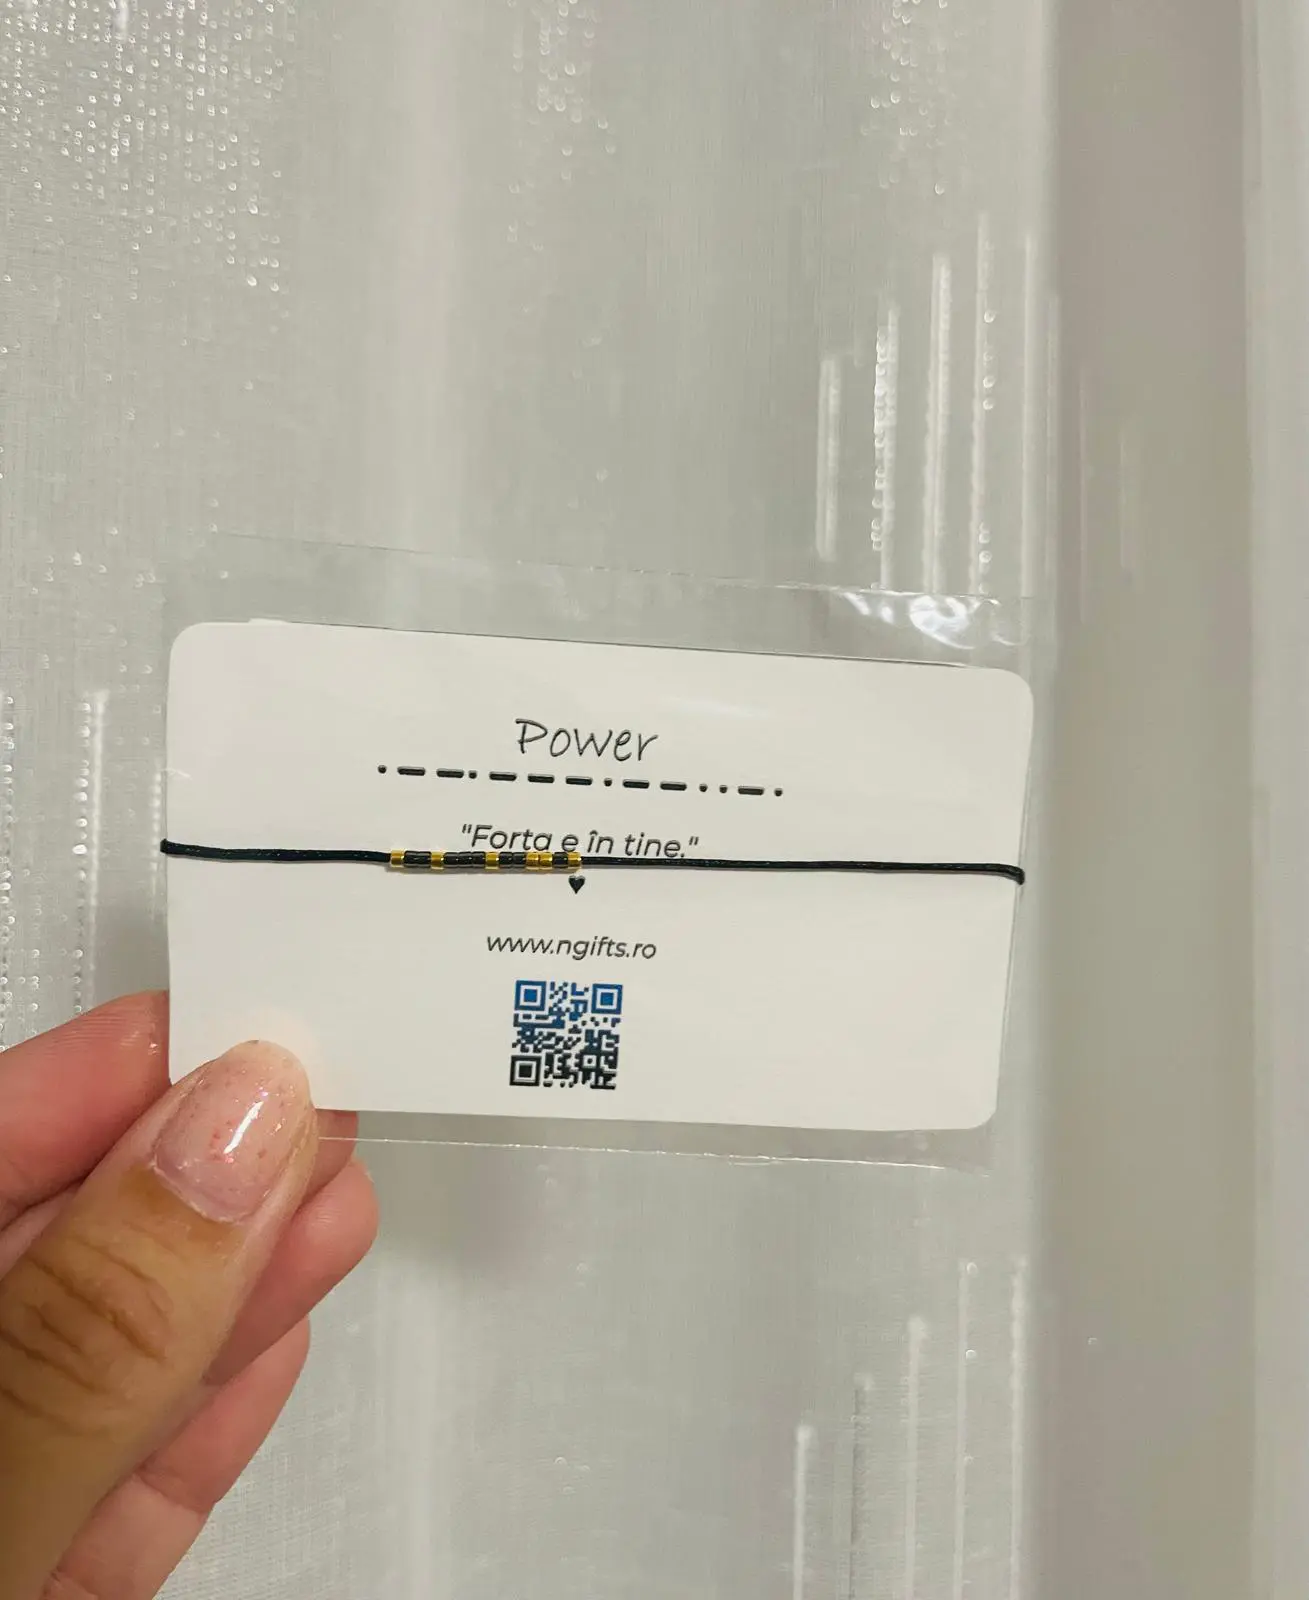 Power
. _ _ . _ _ _ . _ _ . . _ .
"Forta e în tine."
www.ngifts.ro